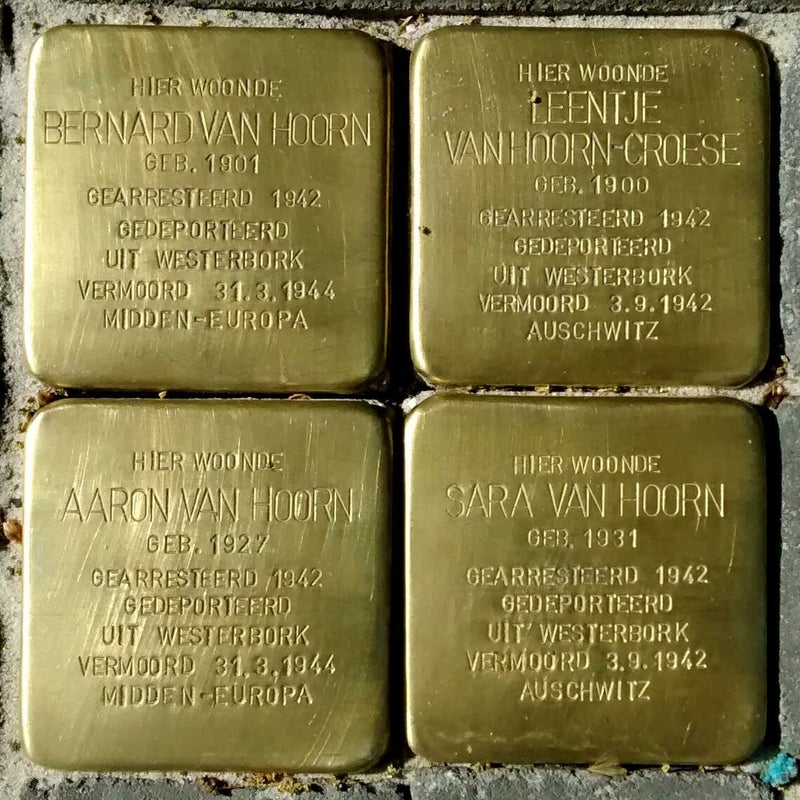 HIER WOONDE
BERNARD VAN HOORN
GEB. 1901
GEARRESTEERD 1942
GEDEPORTEERD
UIT WESTERBORK
VERMOORD 31.3.1944
MIDDEN-EUROPA
HIER WOONDE
LEENTJE
VAN HOORN-CROESE
GEB. 1900
GEARRESTEERD 1942
GEDEPORTEERD
UIT WESTERBORK
VERMOORD 3.9.1942
AUSCHWITZ
HIER WOONDE
AARON VAN HOORN
GEB. 1927
GEARRESTEERD 1942
GEDEPORTEERD
UIT WESTERBORK
VERMOORD 31.3.1944
MIDDEN-EUROPA
HIER WOONDE
SARA VAN HOORN
GEB. 1931
GEARRESTEERD 1942
GEDEPORTEERD
UIT WESTERBORK
VERMOORD 3.9.1942
AUSCHWITZ